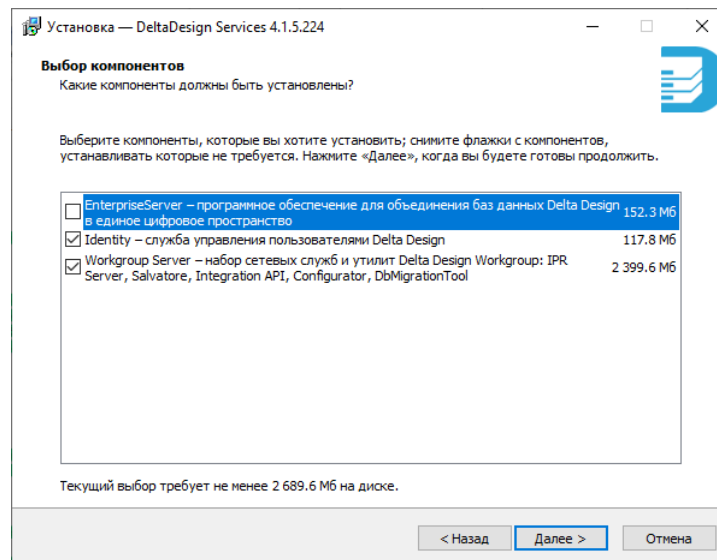 Установка — DeltaDesign Services 4.1.5.224
Выбор компонентов
Какие компоненты должны быть установлены?
Выберите компоненты, которые вы хотите установить; снимите флажки с компонентов,
устанавливать которые не требуется. Нажмите «Далее», когда вы будете готовы продолжить.
EnterpriseServer – программное обеспечение для объединения баз данных Delta Design 152.3 Мб
в единое цифровое пространство
Identity – служба управления пользователями Delta Design 117.8 Мб
Workgroup Server – набор сетевых служб и утилит Delta Design Workgroup: IPR 2 399.6 Мб
Server, Salvatore, Integration API, Configurator, DbMigrationTool
Текущий выбор требует не менее 2 689.6 Мб на диске.
< Назад Далее > Отмена